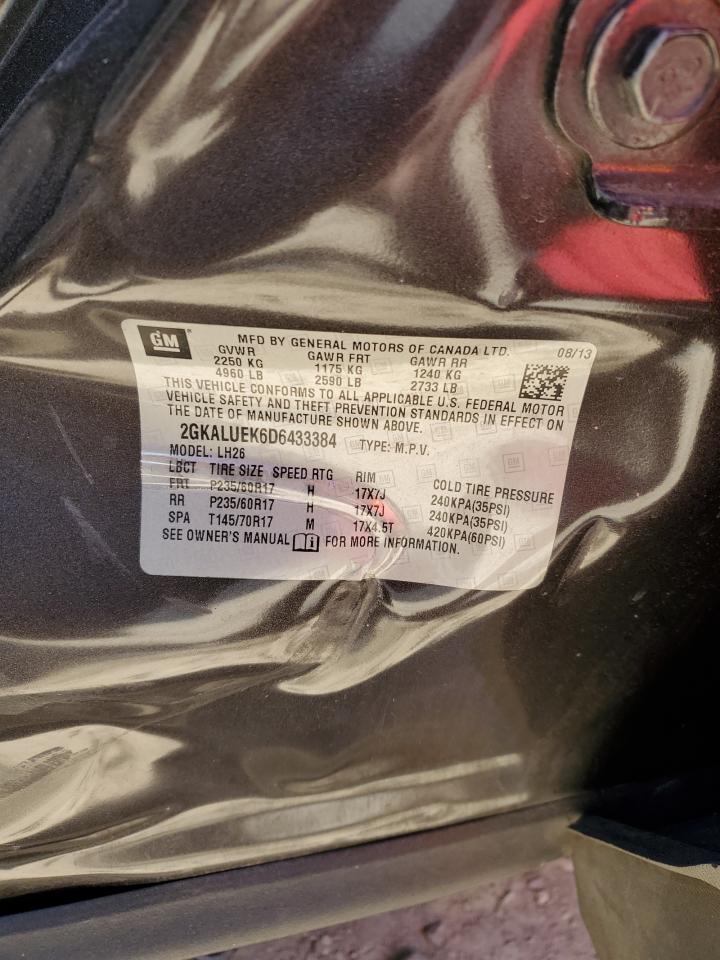 GM ® MFD BY GENERAL MOTORS OF CANADA LTD. 08/13
GVWR GAWR FRT GAWR RR
2250 KG 1175 KG 1240 KG
4960 LB 2590 LB 2733 LB
THIS VEHICLE CONFORMS TO ALL APPLICABLE U.S. FEDERAL MOTOR
VEHICLE SAFETY AND THEFT PREVENTION STANDARDS IN EFFECT ON
THE DATE OF MANUFACTURE SHOWN ABOVE.
2GKALUEK6D6433384 TYPE: M.P.V.
MODEL: LH26
LBCT TIRE SIZE SPEED RTG RIM COLD TIRE PRESSURE
FRT P235/60R17 H 17X7J 240KPA(35PSI)
RR P235/60R17 H 17X7J 240KPA(35PSI)
SPA T145/70R17 M 17X4.5T 420KPA(60PSI)
SEE OWNER'S MANUAL i FOR MORE INFORMATION.